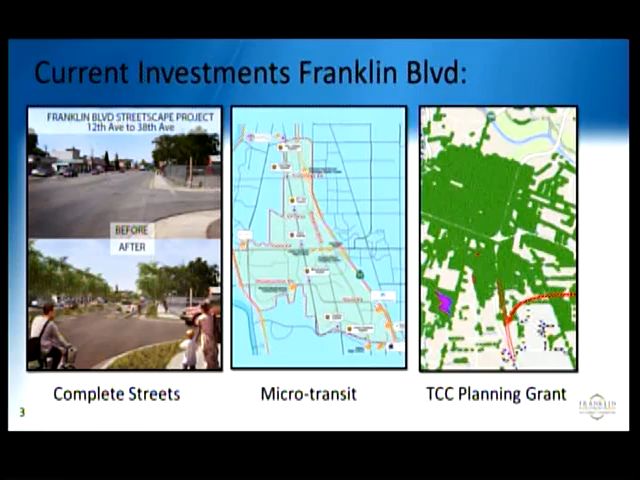 Current Investments Franklin Blvd:
FRANKLIN BLVD STREETSCAPE PROJECT
12th Ave to 38th Ave
BEFORE
AFTER
Complete Streets
Micro-transit
TCC Planning Grant
3
FRANKLIN